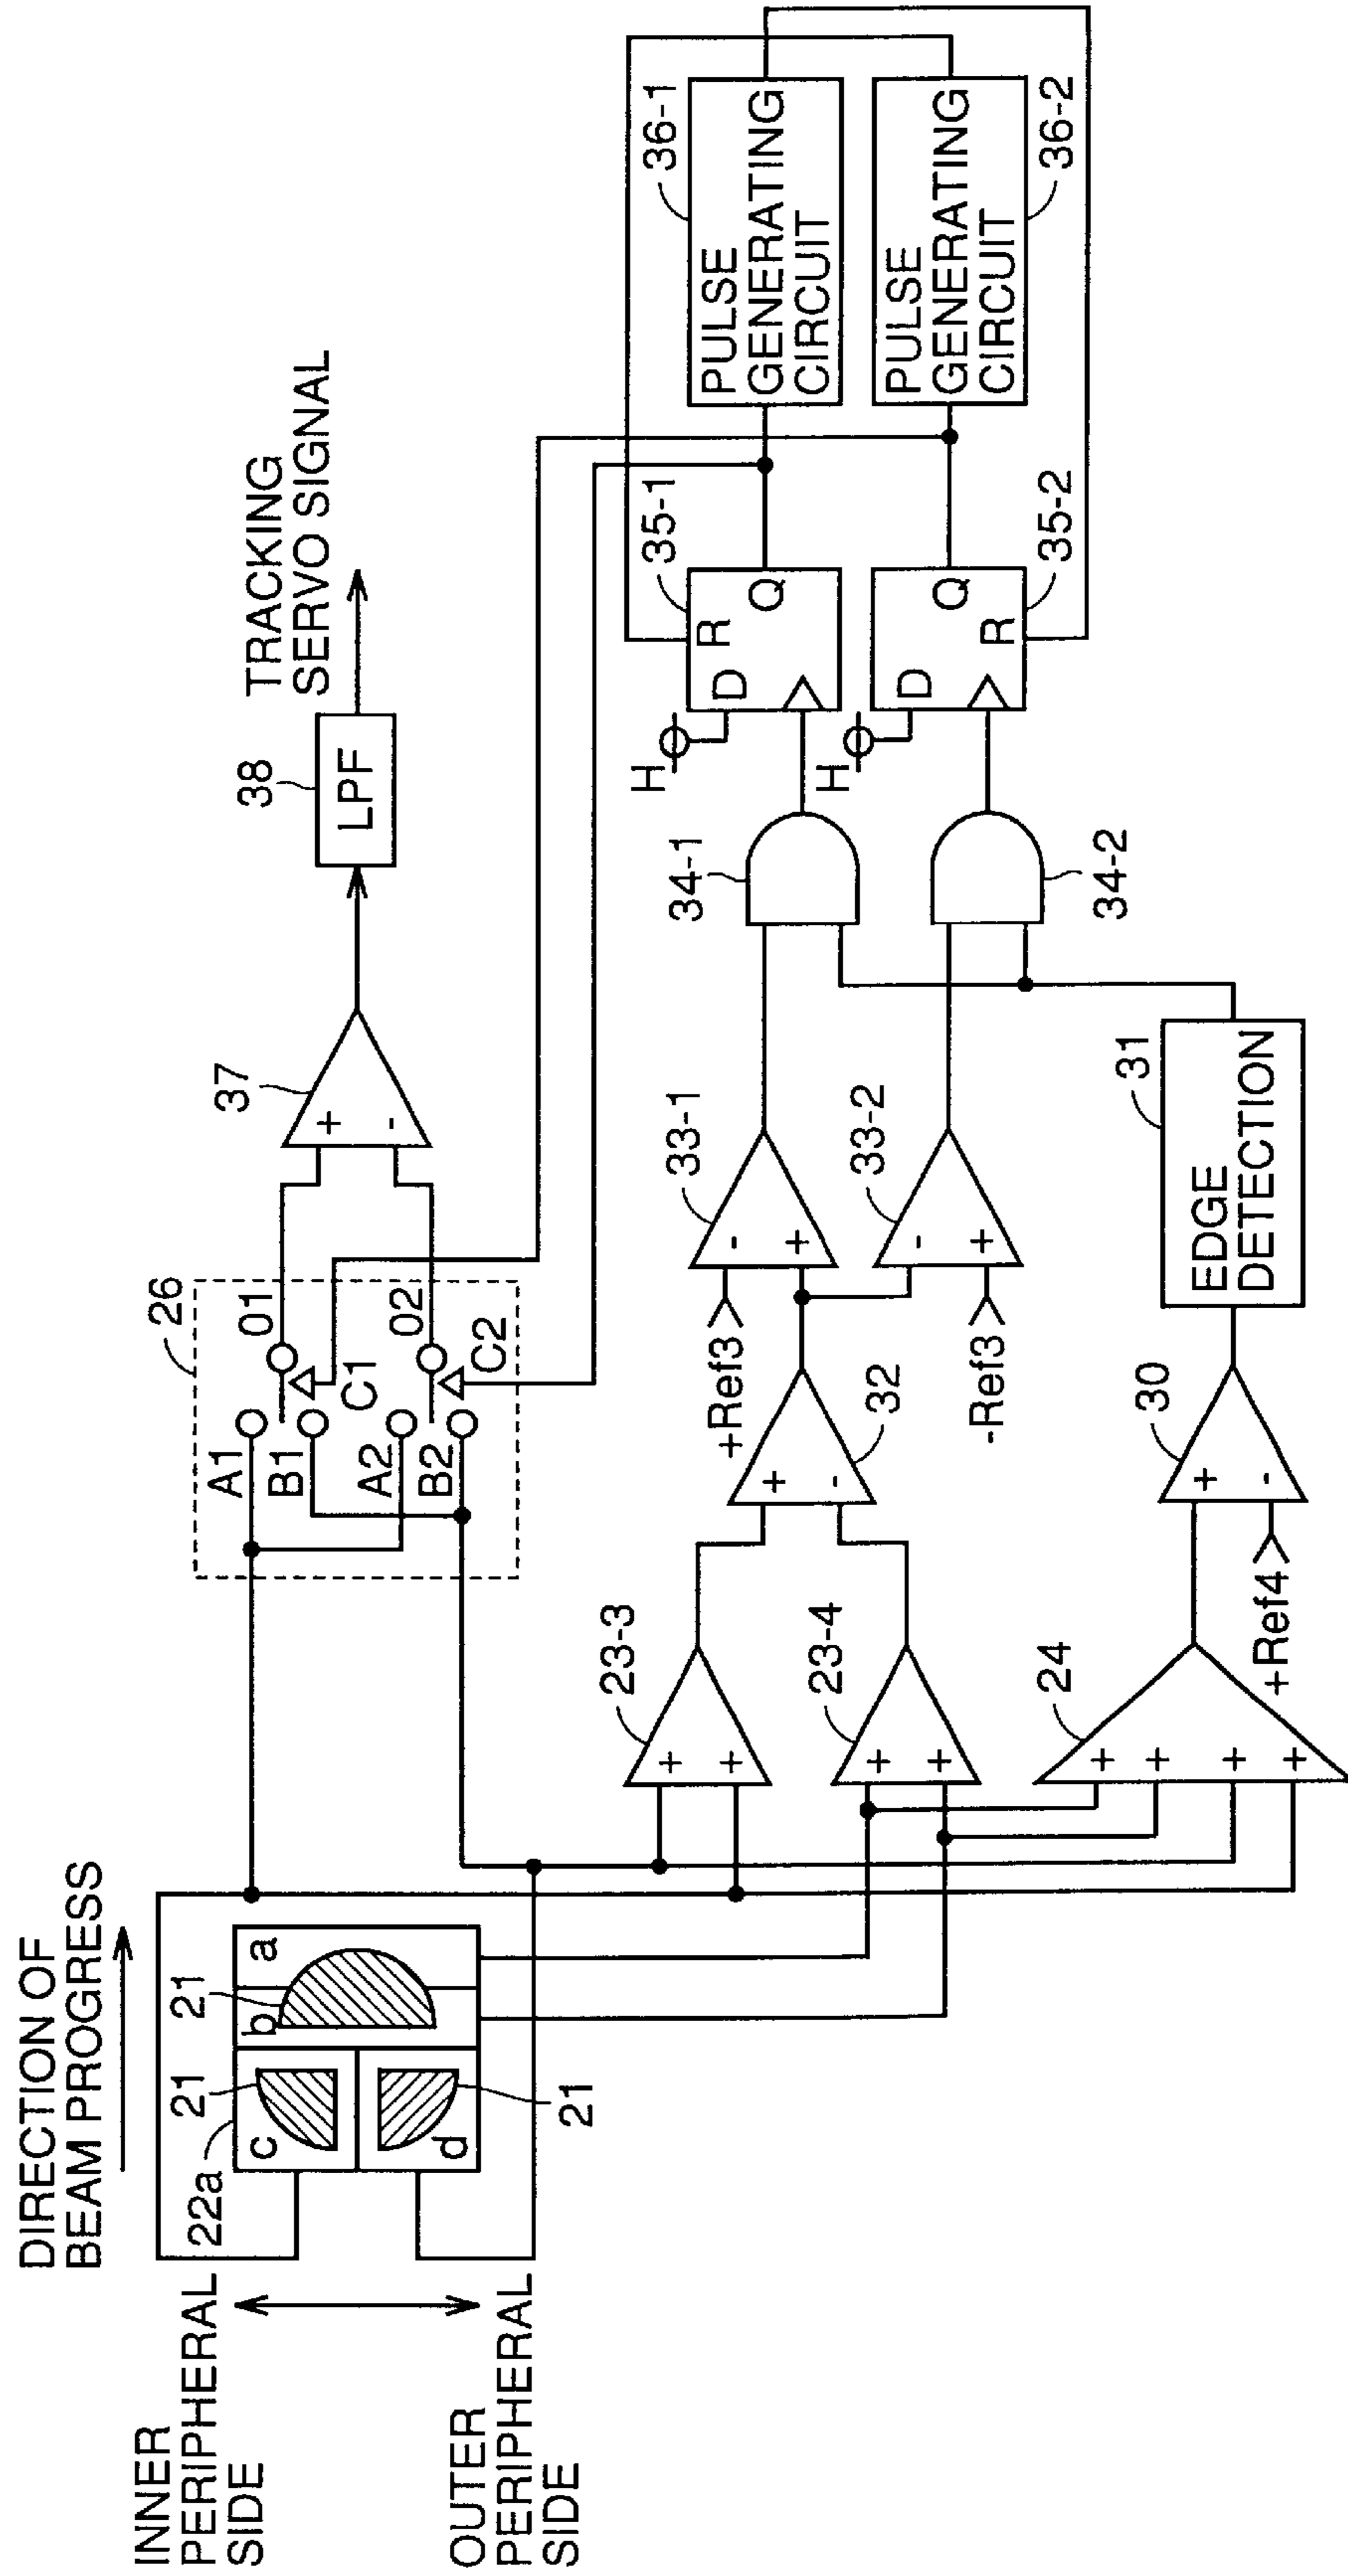 DIRECTION OF
BEAM PROGRESS
INNER
PERIPHERAL
SIDE
OUTER
PERIPHERAL
SIDE
22a
21
21
21
a
b
c
d
26
A1
B1
A2
B2
O1
O2
C1
C2
37
+
-
38
LPF
TRACKING
SERVO SIGNAL
23-3
+
+
23-4
+
+
24
+
+
+
+
32
+
-
+Ref3
-Ref3
33-1
-
+
33-2
-
+
30
+
-
+Ref4
31
EDGE
DETECTION
34-1
34-2
H
D
R
Q
35-1
H
D
R
Q
35-2
36-1
PULSE
GENERATING
CIRCUIT
36-2
PULSE
GENERATING
CIRCUIT